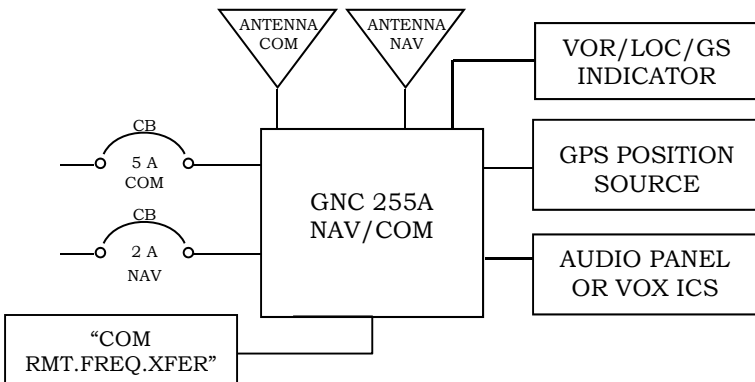 ANTENNA
COM
ANTENNA
NAV
VOR/LOC/GS
INDICATOR
CB
5 A
COM
GNC 255A
NAV/COM
GPS POSITION
SOURCE
CB
2 A
NAV
AUDIO PANEL
OR VOX ICS
“COM
RMT.FREQ.XFER”